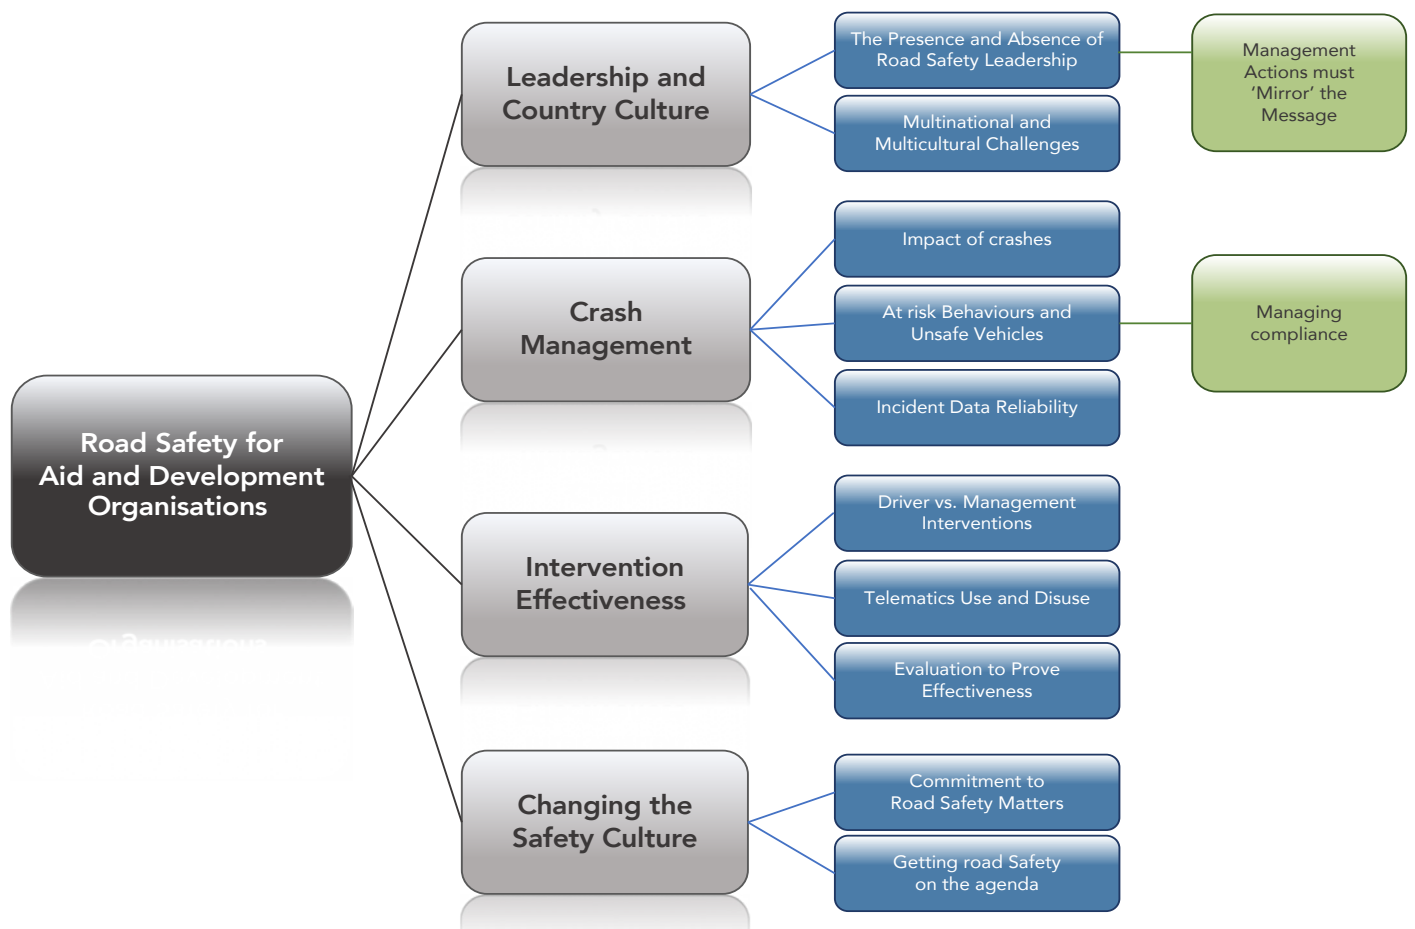 Road Safety for
Aid and Development
Organisations
Leadership and
Country Culture
The Presence and Absence of
Road Safety Leadership
Management
Actions must
‘Mirror’ the
Message
Multinational and
Multicultural Challenges
Crash
Management
Impact of crashes
At risk Behaviours and
Unsafe Vehicles
Managing
compliance
Incident Data Reliability
Intervention
Effectiveness
Driver vs. Management
Interventions
Telematics Use and Disuse
Evaluation to Prove
Effectiveness
Changing the
Safety Culture
Commitment to
Road Safety Matters
Getting road Safety
on the agenda